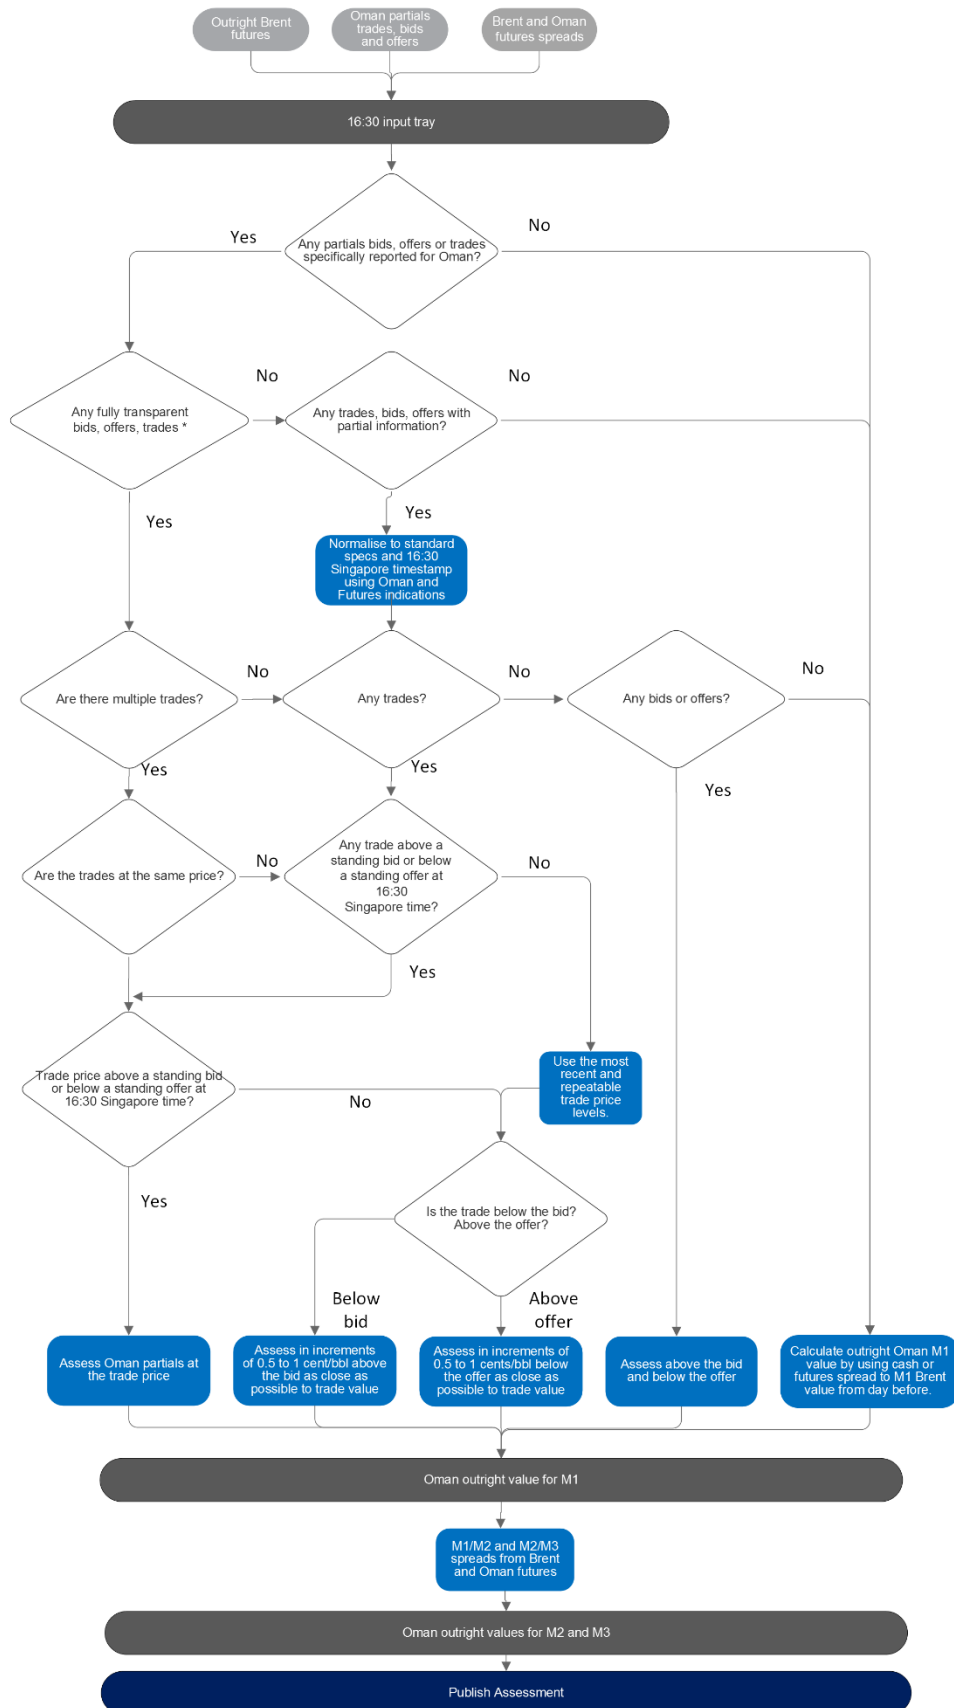 Outright Brent
futures
Oman partials
trades, bids
and offers
Brent and Oman
futures spreads
16:30 input tray
Any partials bids, offers or trades
specifically reported for Oman?
Yes
No
Any fully transparent
bids, offers, trades *
No
Any trades, bids, offers with
partial information?
No
Yes
Yes
Normalise to standard
specs and 16:30
Singapore timestamp
using Oman and
Futures indications
Are there multiple trades?
No
Any trades?
No
Any bids or offers?
No
Yes
Yes
Yes
Are the trades at the same price?
No
Any trade above a
standing bid or below
a standing offer at
16:30
Singapore time?
No
Yes
Trade price above a standing bid
or below a standing offer at
16:30 Singapore time?
No
Use the most
recent and
repeatable
trade price
levels.
Yes
Is the trade below the bid?
Above the offer?
Below
bid
Above
offer
Assess Oman partials at
the trade price
Assess in increments
of 0.5 to 1 cent/bbl above
the bid as close as
possible to trade value
Assess in increments of
0.5 to 1 cents/bbl below
the offer as close as
possible to trade value
Assess above the bid
and below the offer
Calculate outright Oman M1
value by using cash or
futures spread to M1 Brent
value from day before.
Oman outright value for M1
M1/M2 and M2/M3
spreads from Brent
and Oman futures
Oman outright values for M2 and M3
Publish Assessment